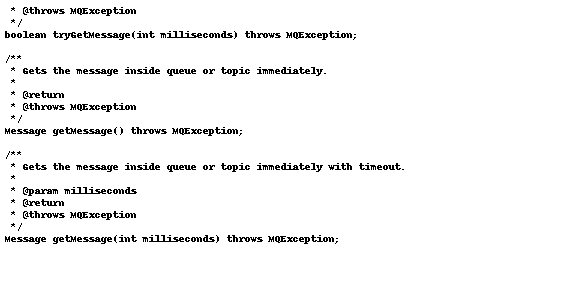 * @throws MQException
*/
boolean tryGetMessage(int milliseconds) throws MQException;
/**
* Gets the message inside queue or topic immediately.
*
* @return
* @throws MQException
*/
Message getMessage() throws MQException;
/**
* Gets the message inside queue or topic immediately with timeout.
*
* @param milliseconds
* @return
* @throws MQException
*/
Message getMessage(int milliseconds) throws MQException;